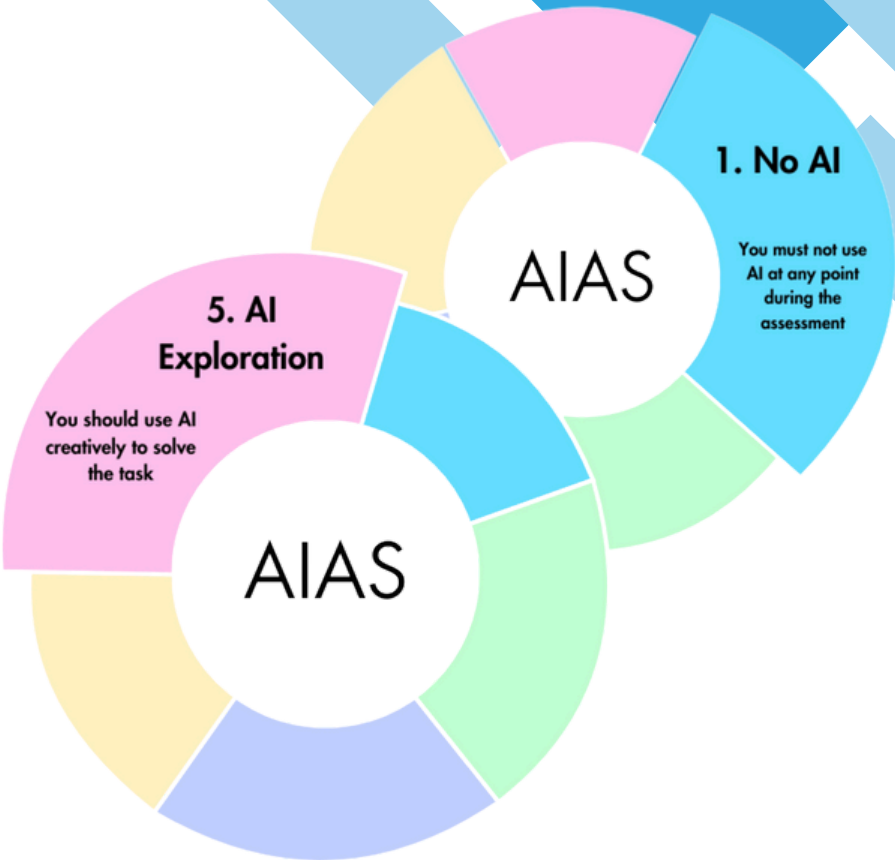 1. No AI
You must not use
AI at any point
during the
assessment
AIAS
5. AI
Exploration
You should use AI
creatively to solve
the task
AIAS